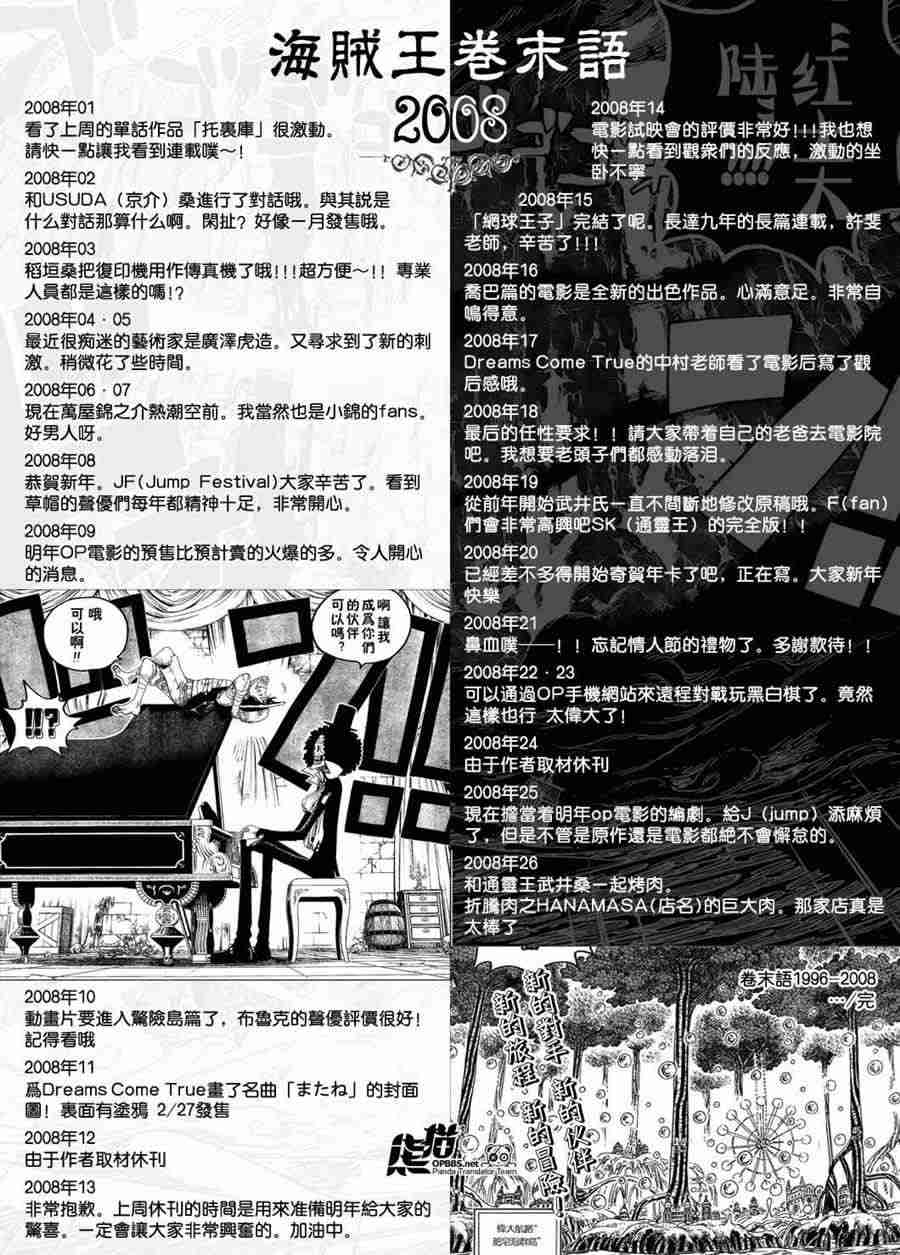 海賊王卷末語
2008
2008年01
看了上周的單話作品「托裏庫」很激動。
請快一點讓我看到連載噗～!
2008年02
和USUDA（京介）桑進行了對話哦。與其說是
什么對話那算什么啊。閑扯? 好像一月發售哦。
2008年03
稻垣桑把復印機用作傳真機了哦!!!超方便～!! 專業
人員都是這樣的嗎!?
2008年04·05
最近很痴迷的藝術家是廣澤虎造。又尋求到了新的刺
激。稍微花了些時間。
2008年06·07
現在萬屋錦之介熱潮空前。我當然也是小錦的fans。
好男人呀。
2008年08
恭賀新年。JF(Jump Festival)大家辛苦了。看到
草帽的聲優們每年都精神十足，非常開心。
2008年09
明年OP電影的預售比預計賣的火爆的多。令人開心
的消息。
啊讓我
成爲你們
的伙伴
可以嗎?
哦
可以啊!!
!!?
2008年10
動畫片要進入驚險島篇了，布魯克的聲優評價很好!
記得看哦
2008年11
爲Dreams Come True畫了名曲「またね」的封面
圖! 裏面有塗鴉 2/27發售
2008年12
由于作者取材休刊
2008年13
非常抱歉。上周休刊的時間是用來准備明年給大家的
驚喜。一定會讓大家非常興奮的。加油中。
红土大
陸!
!!!!
2008年14
電影試映會的評價非常好!!!我也想
快一點看到觀衆們的反應，激動的坐
卧不寧
2008年15
「網球王子」完結了呢。長達九年的長篇連載，許斐
老師，辛苦了!!!
2008年16
喬巴篇的電影是全新的出色作品。心滿意足。非常自
鳴得意。
2008年17
Dreams Come True的中村老師看了電影后寫了觀
后感哦。
2008年18
最后的任性要求!! 請大家帶着自己的老爸去電影院
吧。我想要老頭子們都感動落泪。
2008年19
從前年開始武井氏一直不間斷地修改原稿哦。F(fan)
們會非常高興吧SK（通靈王）的完全版!!
2008年20
已經差不多得開始寄賀年卡了吧，正在寫。大家新年
快樂
2008年21
鼻血噗——!! 忘記情人節的禮物了。多謝款待!!
2008年22·23
可以通過OP手機網站來遠程對戰玩黑白棋了。竟然
這樣也行 太偉大了!
2008年24
由于作者取材休刊
2008年25
現在擔當着明年op電影的編劇。給J（jump）添麻煩
了，但是不管是原作還是電影都絶不會懈怠的。
2008年26
和通靈王武井桑一起烤肉。
折騰肉之HANAMASA(店名)的巨大肉。那家店真是
太棒了
卷末語1996-2008
…/完
新的對手
新的旅程,
新的伙伴
新的冒險—!
偉大航路"
OPBBS.net
Panda Translator Team